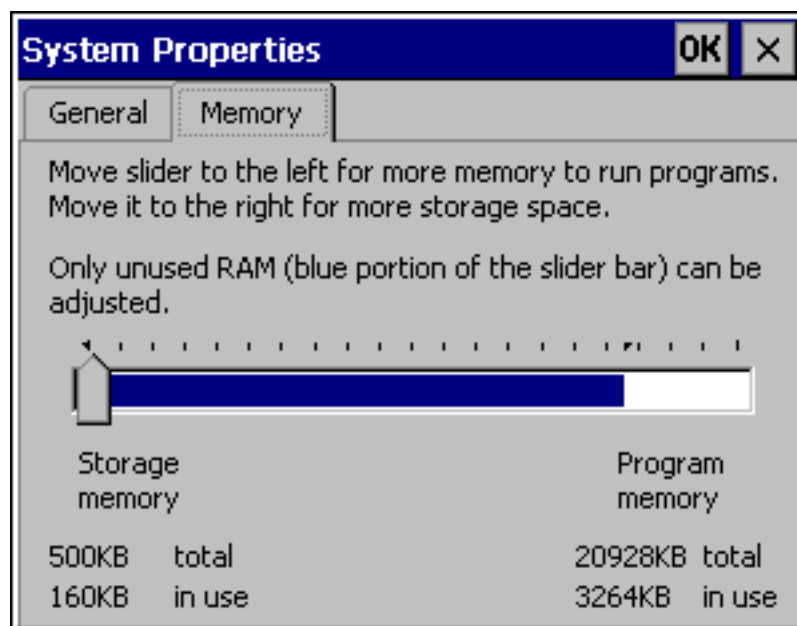 System Properties OK ×
General Memory
Move slider to the left for more memory to run programs.
Move it to the right for more storage space.
Only unused RAM (blue portion of the slider bar) can be
adjusted.
Storage Program
memory memory
500KB total 20928KB total
160KB in use 3264KB in use